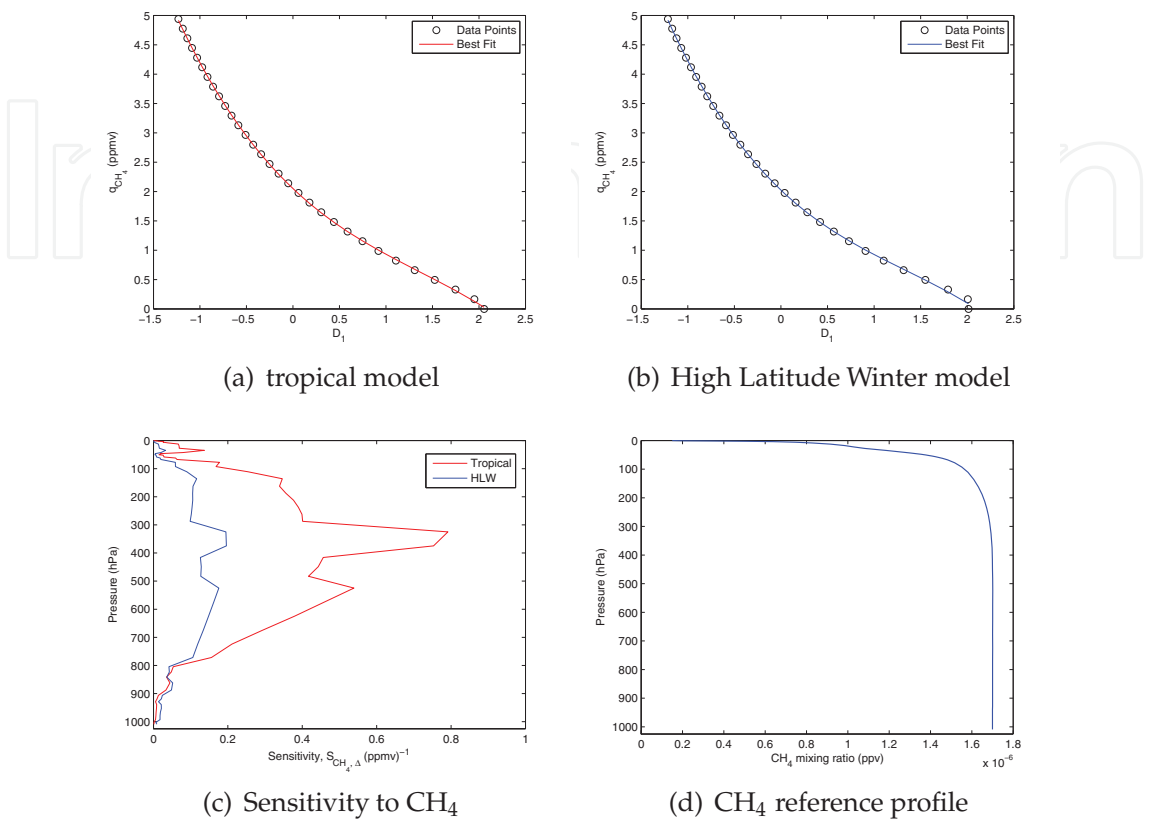 5
4.5
4
3.5
3
2.5
2
1.5
1
0.5
0
−1.5 −1 −0.5 0 0.5 1 1.5 2 2.5
q_CH4 (ppmv)
D1
Data Points
Best Fit
(a) tropical model
5
4.5
4
3.5
3
2.5
2
1.5
1
0.5
0
−1.5 −1 −0.5 0 0.5 1 1.5 2 2.5
qCH4 (ppmv)
D1
Data Points
Best Fit
(b) High Latitude Winter model
0
100
200
300
400
500
600
700
800
900
1000
0 0.2 0.4 0.6 0.8 1
Pressure (hPa)
Sensitivity, SCH4, Δ (ppmv)−1
Tropical
HLW
(c) Sensitivity to CH4
0
100
200
300
400
500
600
700
800
900
1000
0 0.2 0.4 0.6 0.8 1 1.2 1.4 1.6 1.8
x 10−6
Pressure (hPa)
CH4 mixing ratio (ppv)
(d) CH4 reference profile